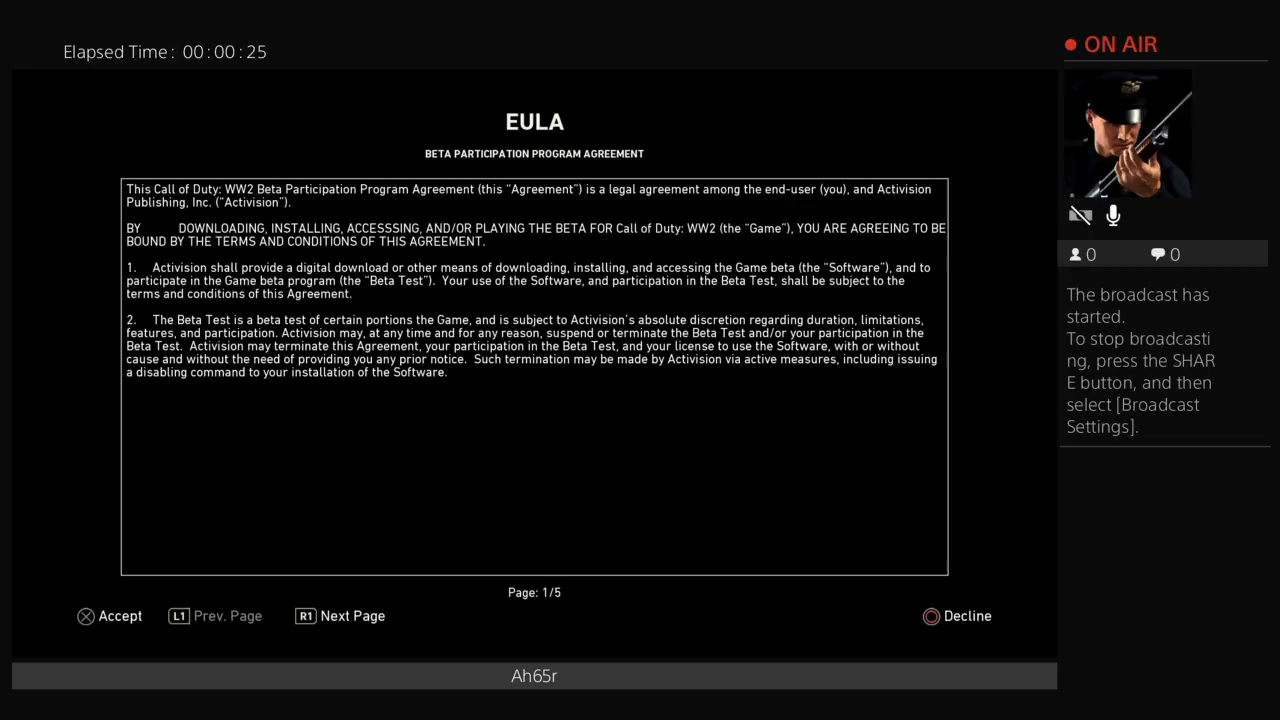 Elapsed Time: 00:00:25
ON AIR
EULA
BETA PARTICIPATION PROGRAM AGREEMENT
This Call of Duty: WW2 Beta Participation Program Agreement (this “Agreement”) is a legal agreement among the end-user (you), and Activision
Publishing, Inc. (“Activision”).
BY DOWNLOADING, INSTALLING, ACCESSSING, AND/OR PLAYING THE BETA FOR Call of Duty: WW2 (the “Game”), YOU ARE AGREEING TO BE
BOUND BY THE TERMS AND CONDITIONS OF THIS AGREEMENT.
1. Activision shall provide a digital download or other means of downloading, installing, and accessing the Game beta (the “Software”), and to
participate in the Game beta program (the “Beta Test”). Your use of the Software, and participation in the Beta Test, shall be subject to the
terms and conditions of this Agreement.
2. The Beta Test is a beta test of certain portions the Game, and is subject to Activision's absolute discretion regarding duration, limitations,
features, and participation. Activision may, at any time and for any reason, suspend or terminate the Beta Test and/or your participation in the
Beta Test. Activision may terminate this Agreement, your participation in the Beta Test, and your license to use the Software, with or without
cause and without the need of providing you any prior notice. Such termination may be made by Activision via active measures, including issuing
a disabling command to your installation of the Software.
Page: 1/5
Accept L1 Prev. Page R1 Next Page Decline
Ah65r
0 0
The broadcast has
started.
To stop broadcasti
ng, press the SHAR
E button, and then
select [Broadcast
Settings].